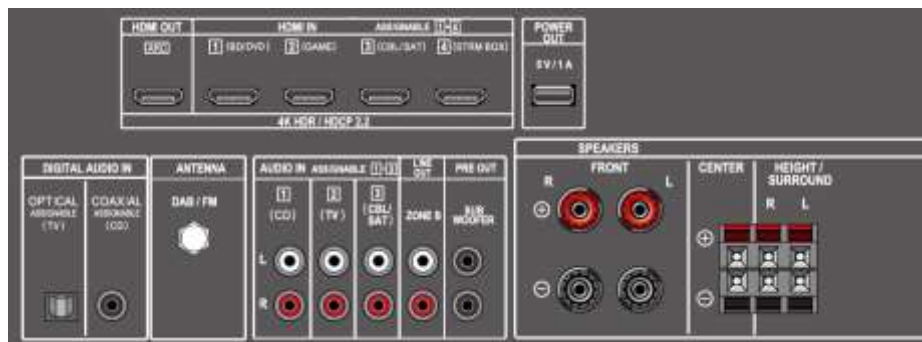 HDMI OUT
HDMI IN
ASSIGNABLE 1-4
ARC
1 (BD/DVD)
2 (GAME)
3 (CBL/SAT)
4 (STRM BOX)
4K HDR / HDCP 2.2
POWER
OUT
5V/1A
DIGITAL AUDIO IN
OPTICAL
ASSIGNABLE
(TV)
COAXIAL
ASSIGNABLE
(CD)
ANTENNA
DAB / FM
AUDIO IN ASSIGNABLE 1-3
1
(CD)
2
(TV)
3
(CBL/
SAT)
L
R
LINE
OUT
ZONE B
PRE OUT
SUB
WOOFER
SPEAKERS
FRONT
R
L
CENTER
HEIGHT /
SURROUND
R L